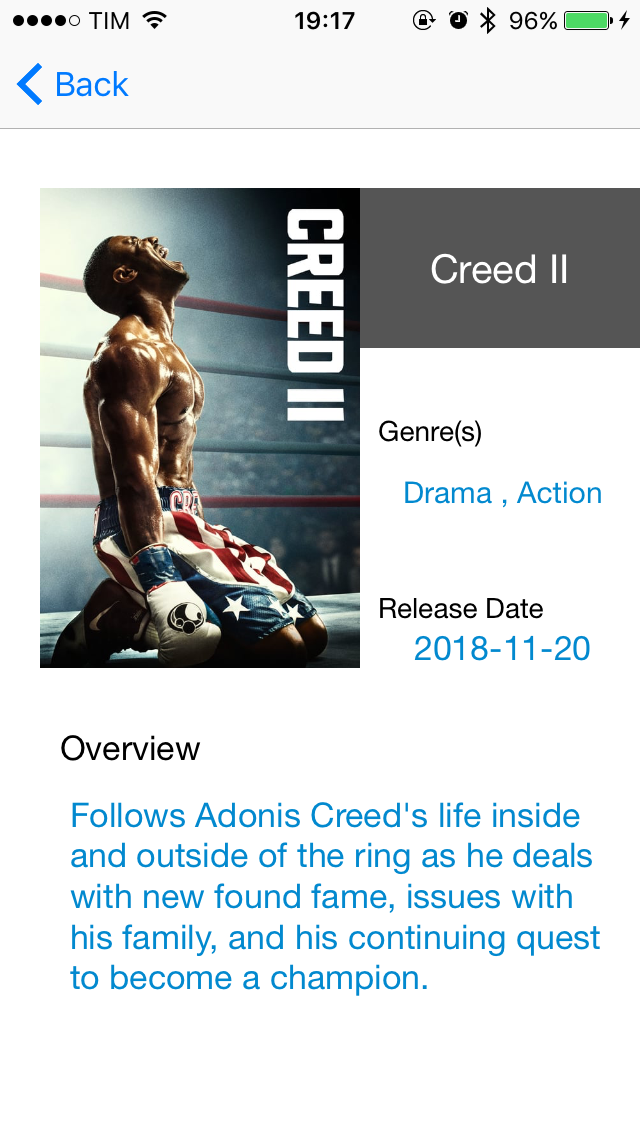 TIM 19:17 96%
Back
CREED II
Creed II
Genre(s)
Drama , Action
Release Date
2018-11-20
Overview
Follows Adonis Creed's life inside
and outside of the ring as he deals
with new found fame, issues with
his family, and his continuing quest
to become a champion.